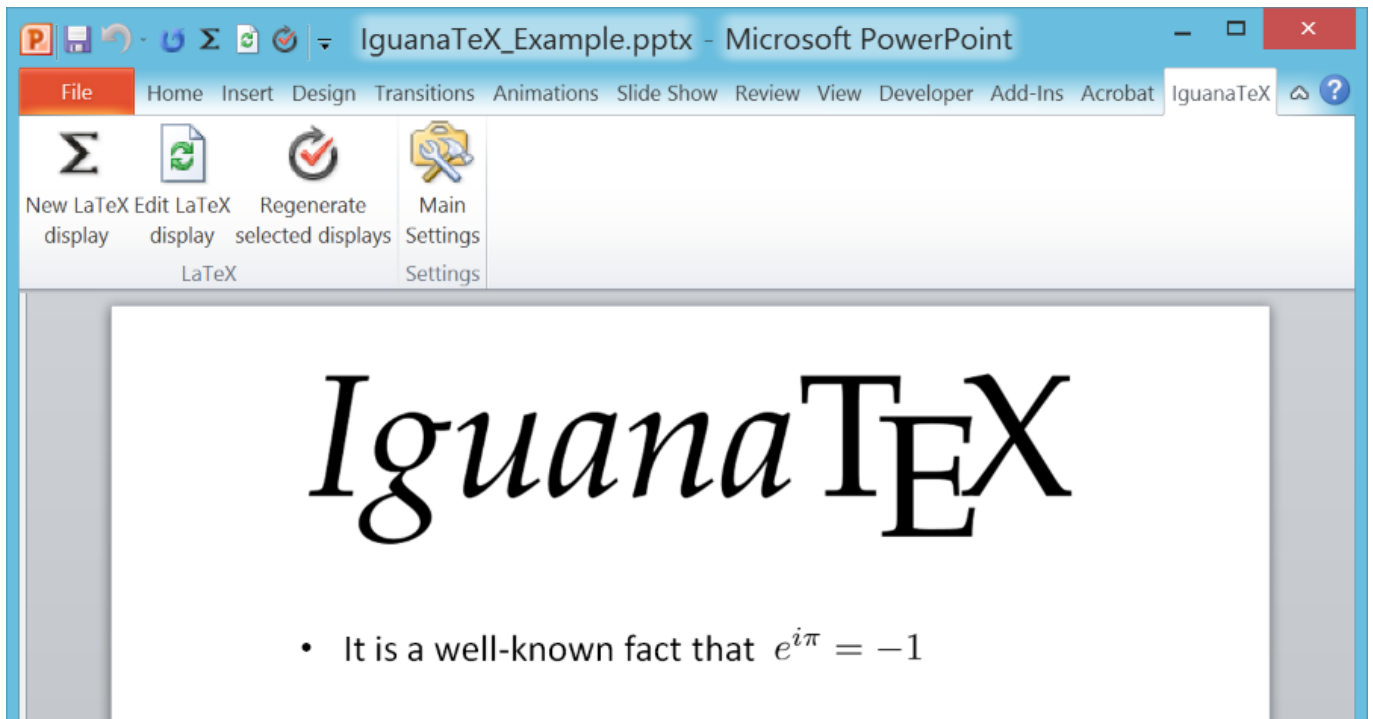 IguanaTeX_Example.pptx - Microsoft PowerPoint
File Home Insert Design Transitions Animations Slide Show Review View Developer Add-Ins Acrobat IguanaTeX
New LaTeX display
Edit LaTeX display
Regenerate selected displays
Main Settings
LaTeX
Settings
IguanaTEX
• It is a well-known fact that e^{iπ} = −1